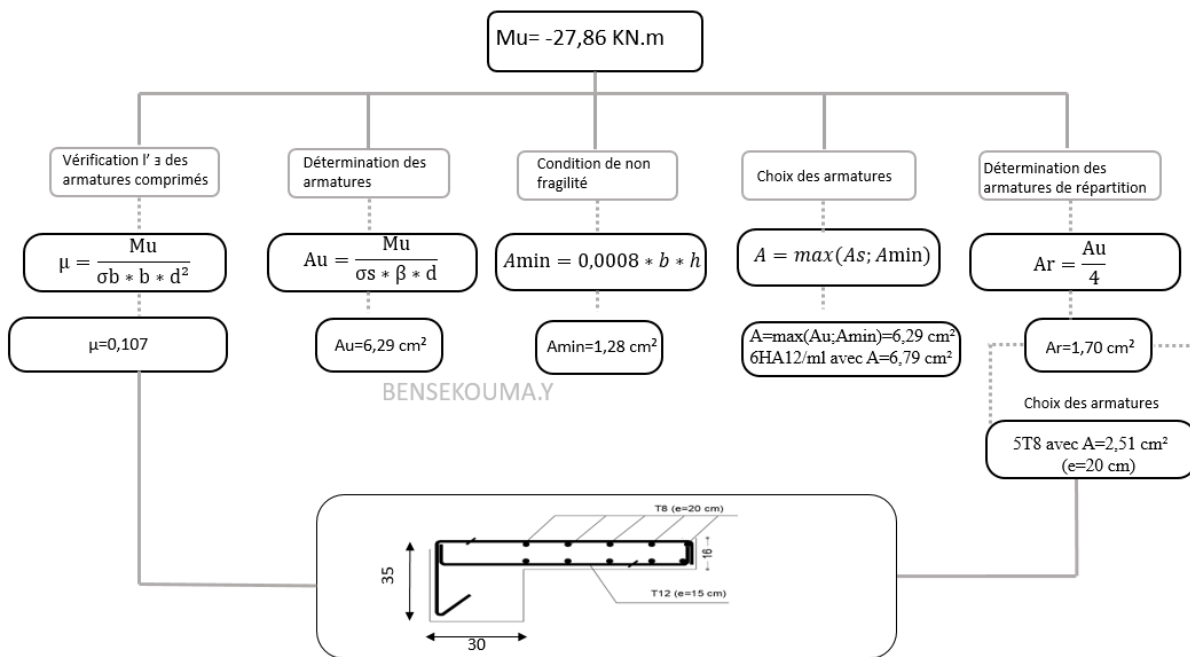 Mu= -27,86 KN.m
Vérification l' ɜ des
armatures comprimés
Détermination des
armatures
Condition de non
fragilité
Choix des armatures
Détermination des
armatures de répartition
μ = Mu / (σb ∗ b ∗ d²)
Au = Mu / (σs ∗ β ∗ d)
Amin = 0,0008 ∗ b ∗ h
A = max(As; Amin)
Ar = Au / 4
μ=0,107
Au=6,29 cm²
Amin=1,28 cm²
A=max(Au;Amin)=6,29 cm²
6HA12/ml avec A=6,79 cm²
Ar=1,70 cm²
BENSEKOUMA.Y
Choix des armatures
5T8 avec A=2,51 cm²
(e=20 cm)
T8 (e=20 cm)
35
16
T12 (e=15 cm)
30